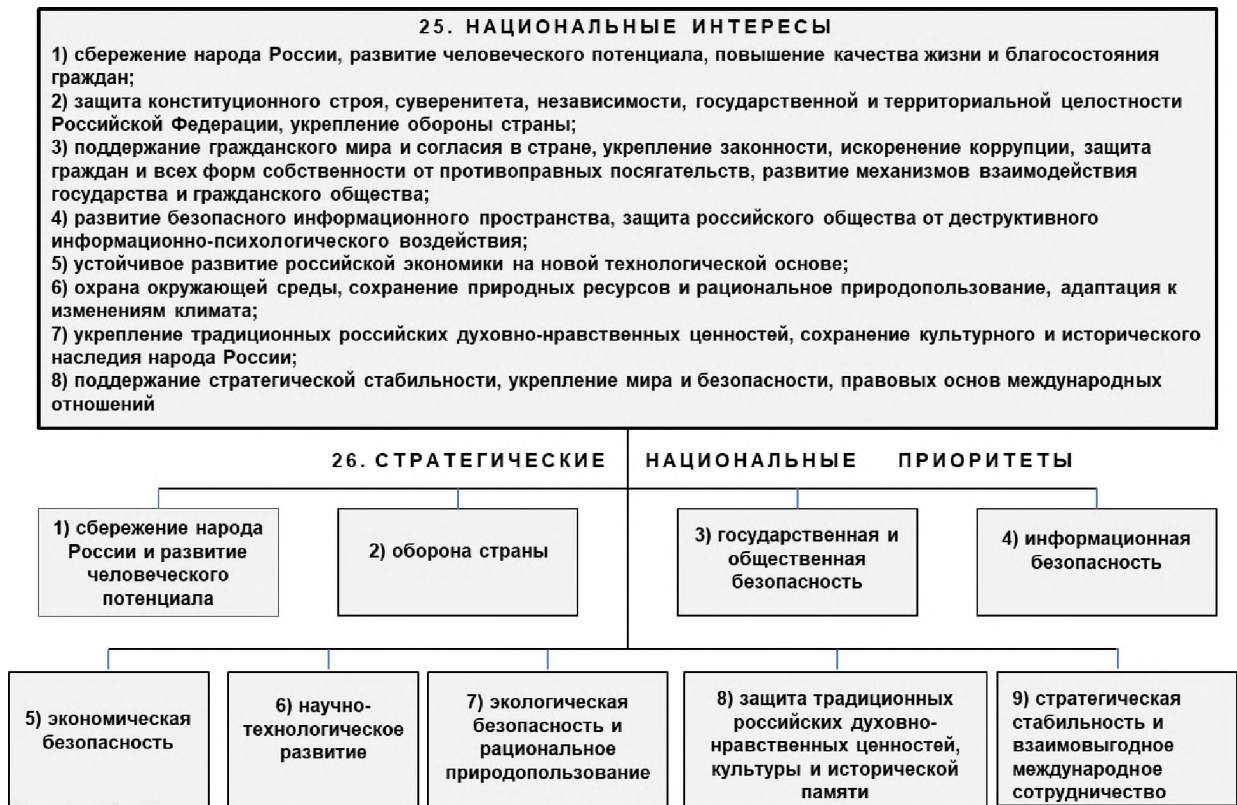 25. НАЦИОНАЛЬНЫЕ ИНТЕРЕСЫ
1) сбережение народа России, развитие человеческого потенциала, повышение качества жизни и благосостояния
граждан;
2) защита конституционного строя, суверенитета, независимости, государственной и территориальной целостности
Российской Федерации, укрепление обороны страны;
3) поддержание гражданского мира и согласия в стране, укрепление законности, искоренение коррупции, защита
граждан и всех форм собственности от противоправных посягательств, развитие механизмов взаимодействия
государства и гражданского общества;
4) развитие безопасного информационного пространства, защита российского общества от деструктивного
информационно-психологического воздействия;
5) устойчивое развитие российской экономики на новой технологической основе;
6) охрана окружающей среды, сохранение природных ресурсов и рациональное природопользование, адаптация к
изменениям климата;
7) укрепление традиционных российских духовно-нравственных ценностей, сохранение культурного и исторического
наследия народа России;
8) поддержание стратегической стабильности, укрепление мира и безопасности, правовых основ международных
отношений
26. СТРАТЕГИЧЕСКИЕ НАЦИОНАЛЬНЫЕ ПРИОРИТЕТЫ
1) сбережение народа
России и развитие
человеческого
потенциала
2) оборона страны
3) государственная и
общественная
безопасность
4) информационная
безопасность
5) экономическая
безопасность
6) научно-
технологическое
развитие
7) экологическая
безопасность и
рациональное
природопользование
8) защита традиционных
российских духовно-
нравственных ценностей,
культуры и исторической
памяти
9) стратегическая
стабильность и
взаимовыгодное
международное
сотрудничество